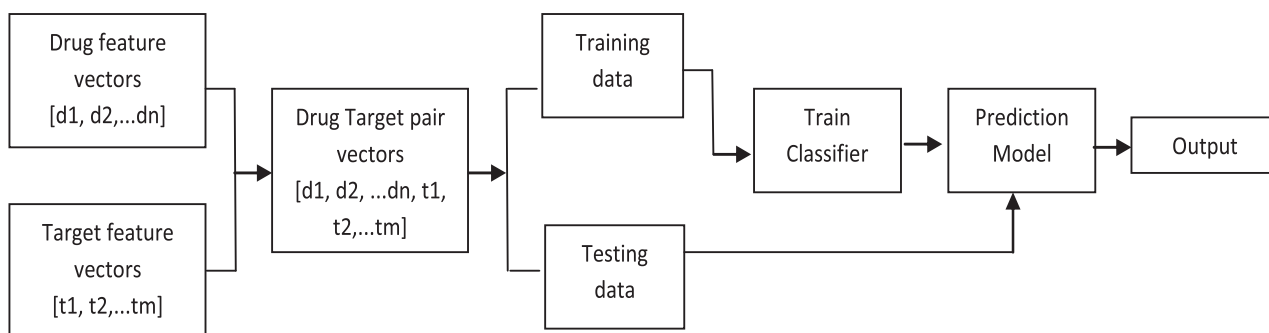 Drug feature
vectors
[d1, d2,...dn]
Target feature
vectors
[t1, t2,...tm]
Drug Target pair
vectors
[d1, d2, ...dn, t1,
t2,...tm]
Training
data
Testing
data
Train
Classifier
Prediction
Model
Output